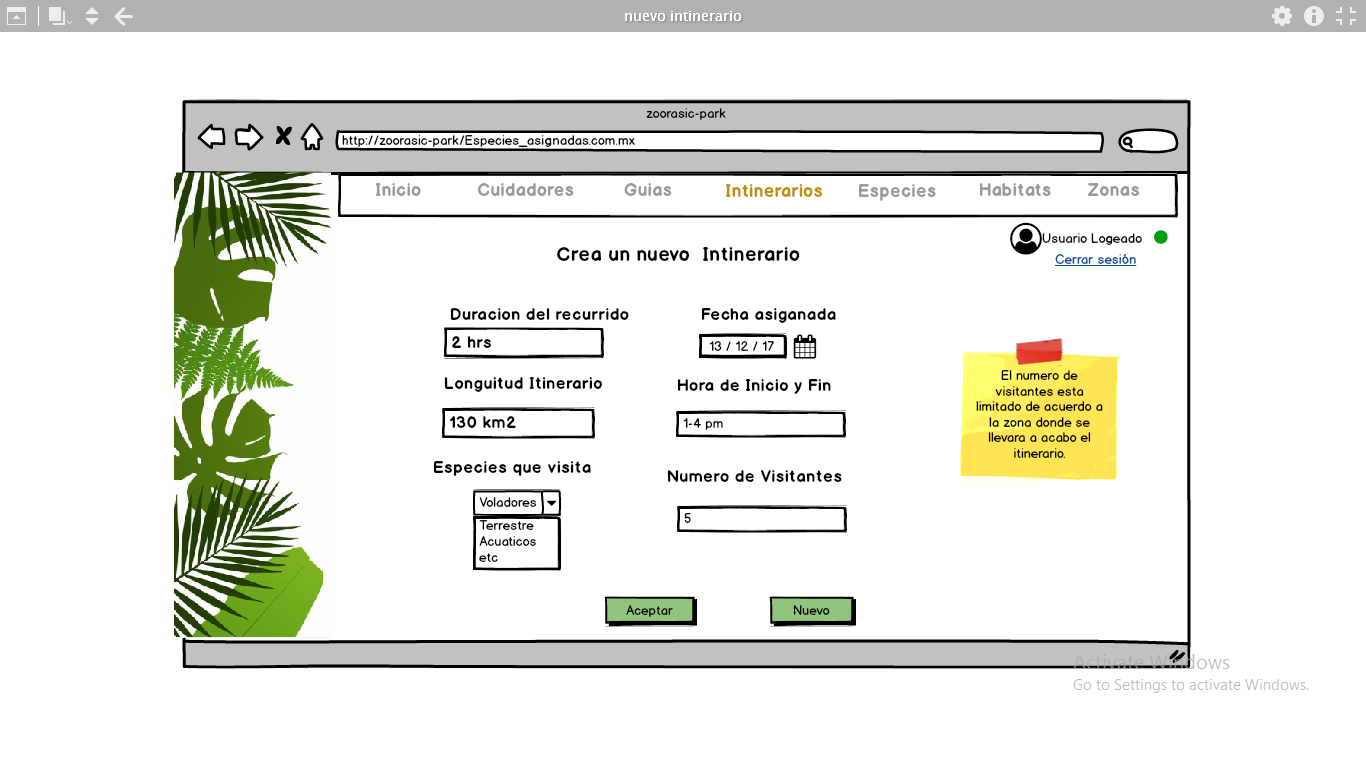 nuevo intinerario
zoorasic-park
http://zoorasic-park/Especies_asignadas.com.mx
Inicio Cuidadores Guias Intinerarios Especies Habitats Zonas
Usuario Logeado
Cerrar sesión
Crea un nuevo Intinerario
Duracion del recurrido
2 hrs
Fecha asiganada
13 / 12 / 17
Longuitud Itinerario
130 km2
Hora de Inicio y Fin
1-4 pm
Especies que visita
Voladores
Terrestre
Acuaticos
etc
Numero de Visitantes
5
El numero de
visitantes esta
limitado de acuerdo a
la zona donde se
llevara a acabo el
itinerario.
Aceptar
Nuevo
Activate Windows
Go to Settings to activate Windows.